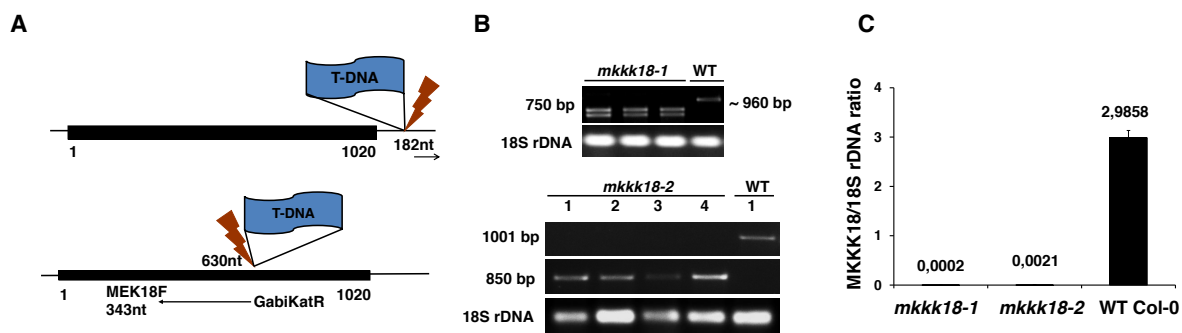 A
T-DNA
1
1020
182nt
T-DNA
630nt
1
MEK18F
343nt
GabiKatR
1020
B
mkkk18-1
WT
750 bp
~ 960 bp
18S rDNA
mkkk18-2
WT
1 2 3 4 1
1001 bp
850 bp
18S rDNA
C
MKKK18/18S rDNA ratio
4
3
2
1
0
0,0002
0,0021
2,9858
mkkk18-1
mkkk18-2
WT Col-0